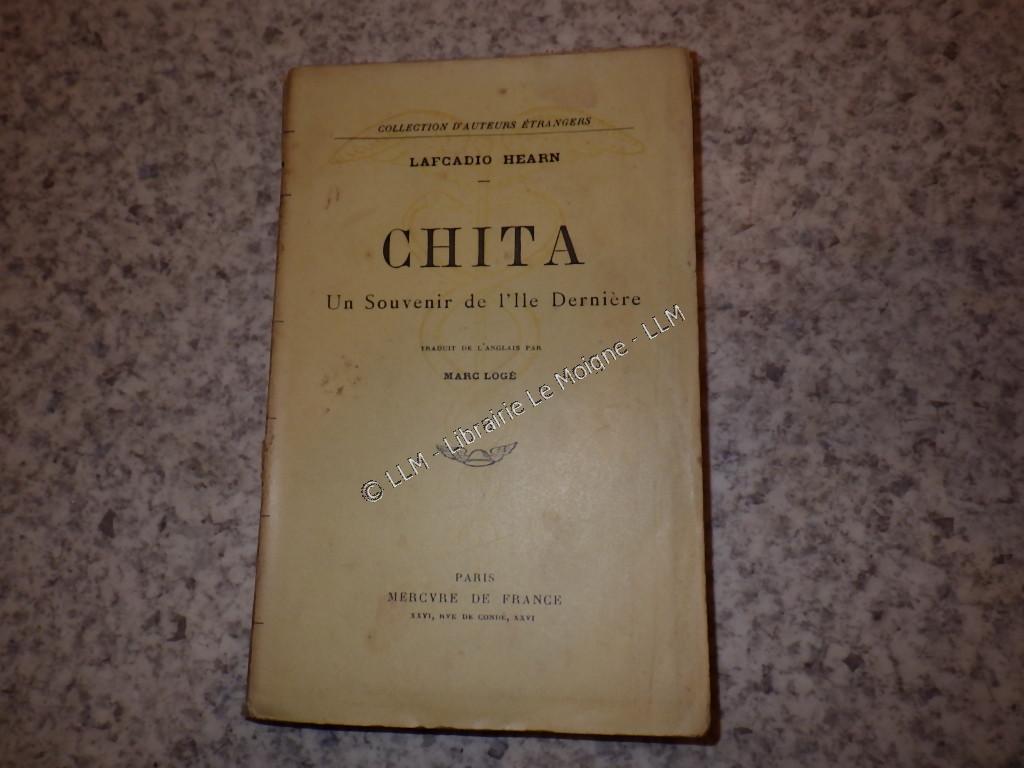 COLLECTION D'AUTEURS ÉTRANGERS
LAFCADIO HEARN
CHITA
Un Souvenir de l'Ile Dernière
TRADUIT DE L'ANGLAIS PAR
MARC LOGÉ
© LLM - Librairie Le Moigne - LLM
PARIS
MERCVRE DE FRANCE
XXVI, RVE DE CONDÉ, XXVI